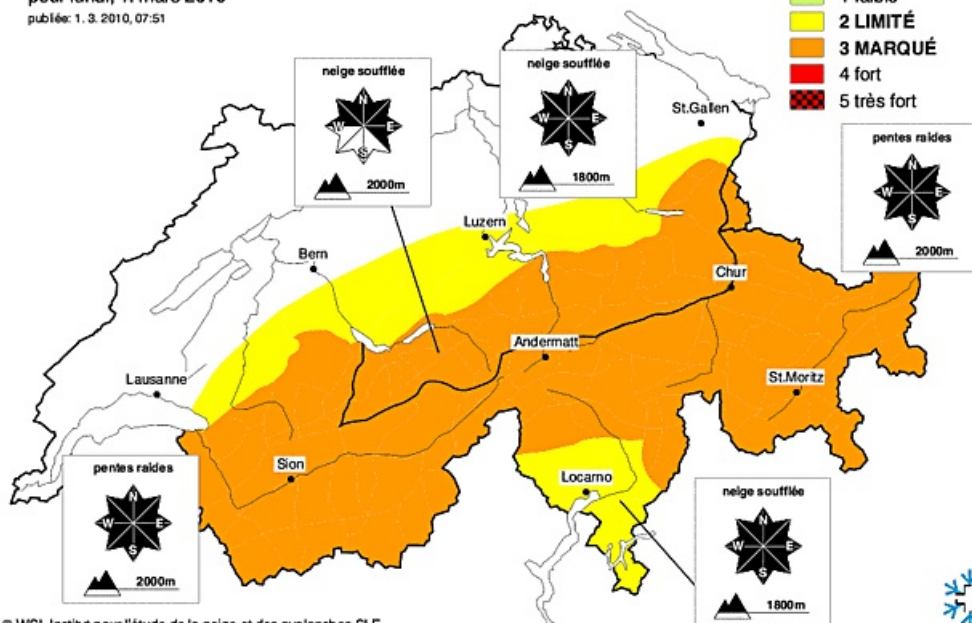 publiée: 1. 3. 2010, 07:51
2 LIMITÉ
3 MARQUÉ
4 fort
5 très fort
neige soufflée
N
W E
S
2000m
neige soufflée
N
W E
S
1800m
St.Gallen
pentes raides
N
W E
S
2000m
Luzern
Bern
Chur
Andermatt
Lausanne
St.Moritz
Sion
Locarno
pentes raides
N
W E
S
2000m
neige soufflée
N
W E
S
1800m